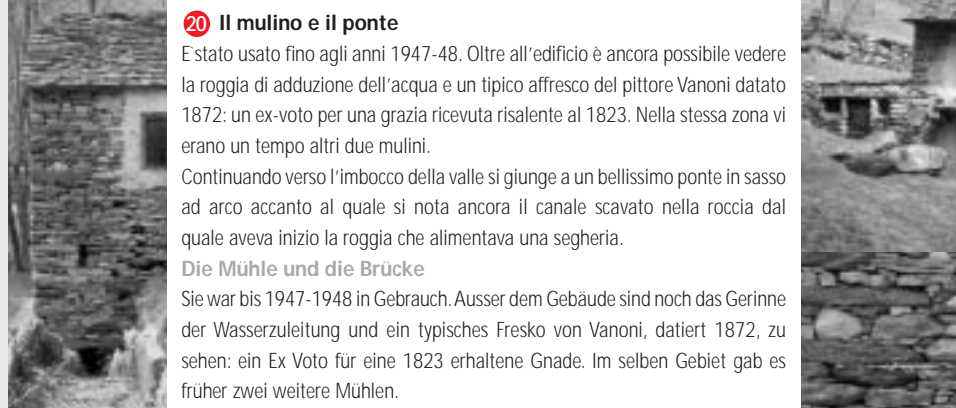 20 Il mulino e il ponte
E`stato usato fino agli anni 1947-48. Oltre all'edificio è ancora possibile vedere
la roggia di adduzione dell'acqua e un tipico affresco del pittore Vanoni datato
1872: un ex-voto per una grazia ricevuta risalente al 1823. Nella stessa zona vi
erano un tempo altri due mulini.
Continuando verso l'imbocco della valle si giunge a un bellissimo ponte in sasso
ad arco accanto al quale si nota ancora il canale scavato nella roccia dal
quale aveva inizio la roggia che alimentava una segheria.
Die Mühle und die Brücke
Sie war bis 1947-1948 in Gebrauch. Ausser dem Gebäude sind noch das Gerinne
der Wasserzuleitung und ein typisches Fresko von Vanoni, datiert 1872, zu
sehen: ein Ex Voto für eine 1823 erhaltene Gnade. Im selben Gebiet gab es
früher zwei weitere Mühlen.